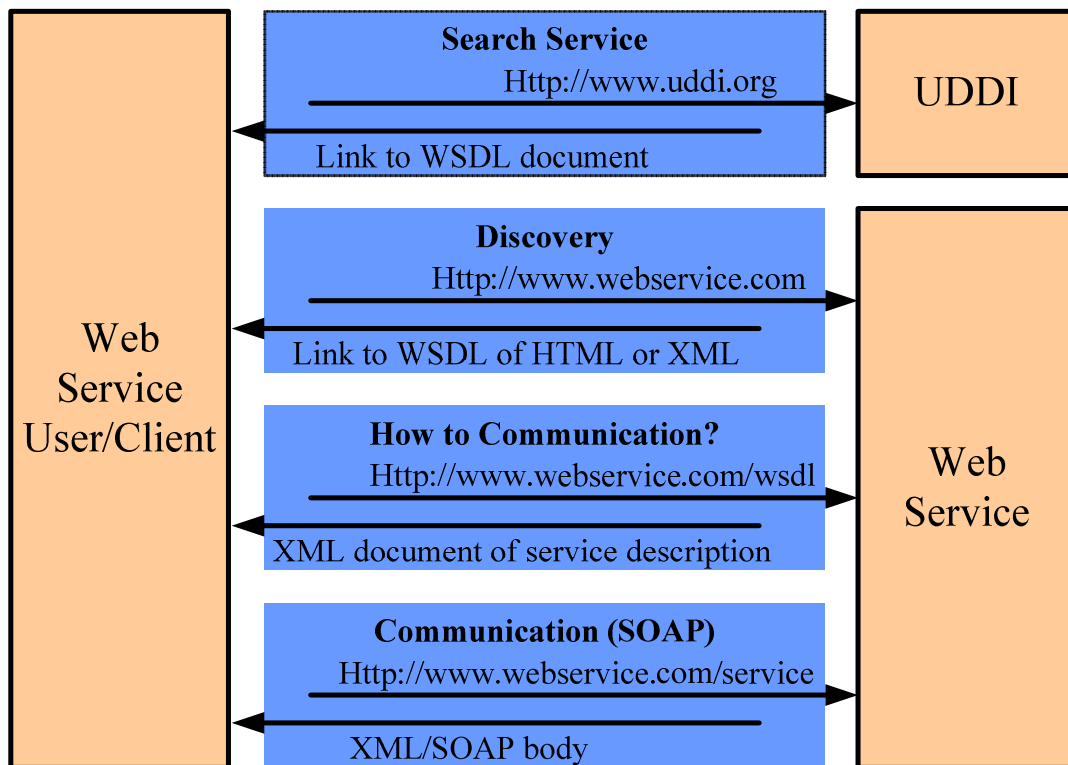 Search Service
Http://www.uddi.org
Link to WSDL document
UDDI
Discovery
Http://www.webservice.com
Link to WSDL of HTML or XML
Web
Service
User/Client
How to Communication?
Http://www.webservice.com/wsdl
XML document of service description
Web
Service
Communication (SOAP)
Http://www.webservice.com/service
XML/SOAP body